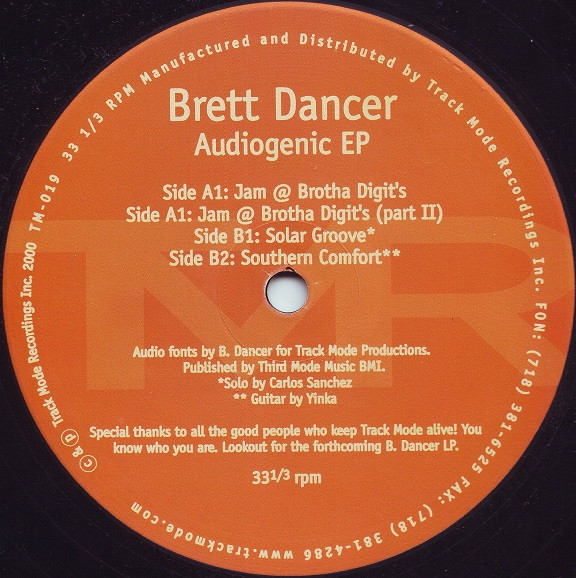 TM-019 33 1/3 RPM Manufactured and Distributed by Track Mode Recordings Inc. FON: (718) 381-6525 FAX: (718) 381-4286 www.trackmode.com
Brett Dancer
Audiogenic EP
Side A1: Jam @ Brotha Digit's
Side A1: Jam @ Brotha Digit's (part II)
Side B1: Solar Groove*
Side B2: Southern Comfort**
TMR
Audio fonts by B. Dancer for Track Mode Productions.
Published by Third Mode Music BMI.
*Solo by Carlos Sanchez
** Guitar by Yinka
Special thanks to all the good people who keep Track Mode alive! You
know who you are. Lookout for the forthcoming B. Dancer LP.
331/3 rpm
© & ℗ Track Mode Recordings Inc. 2000